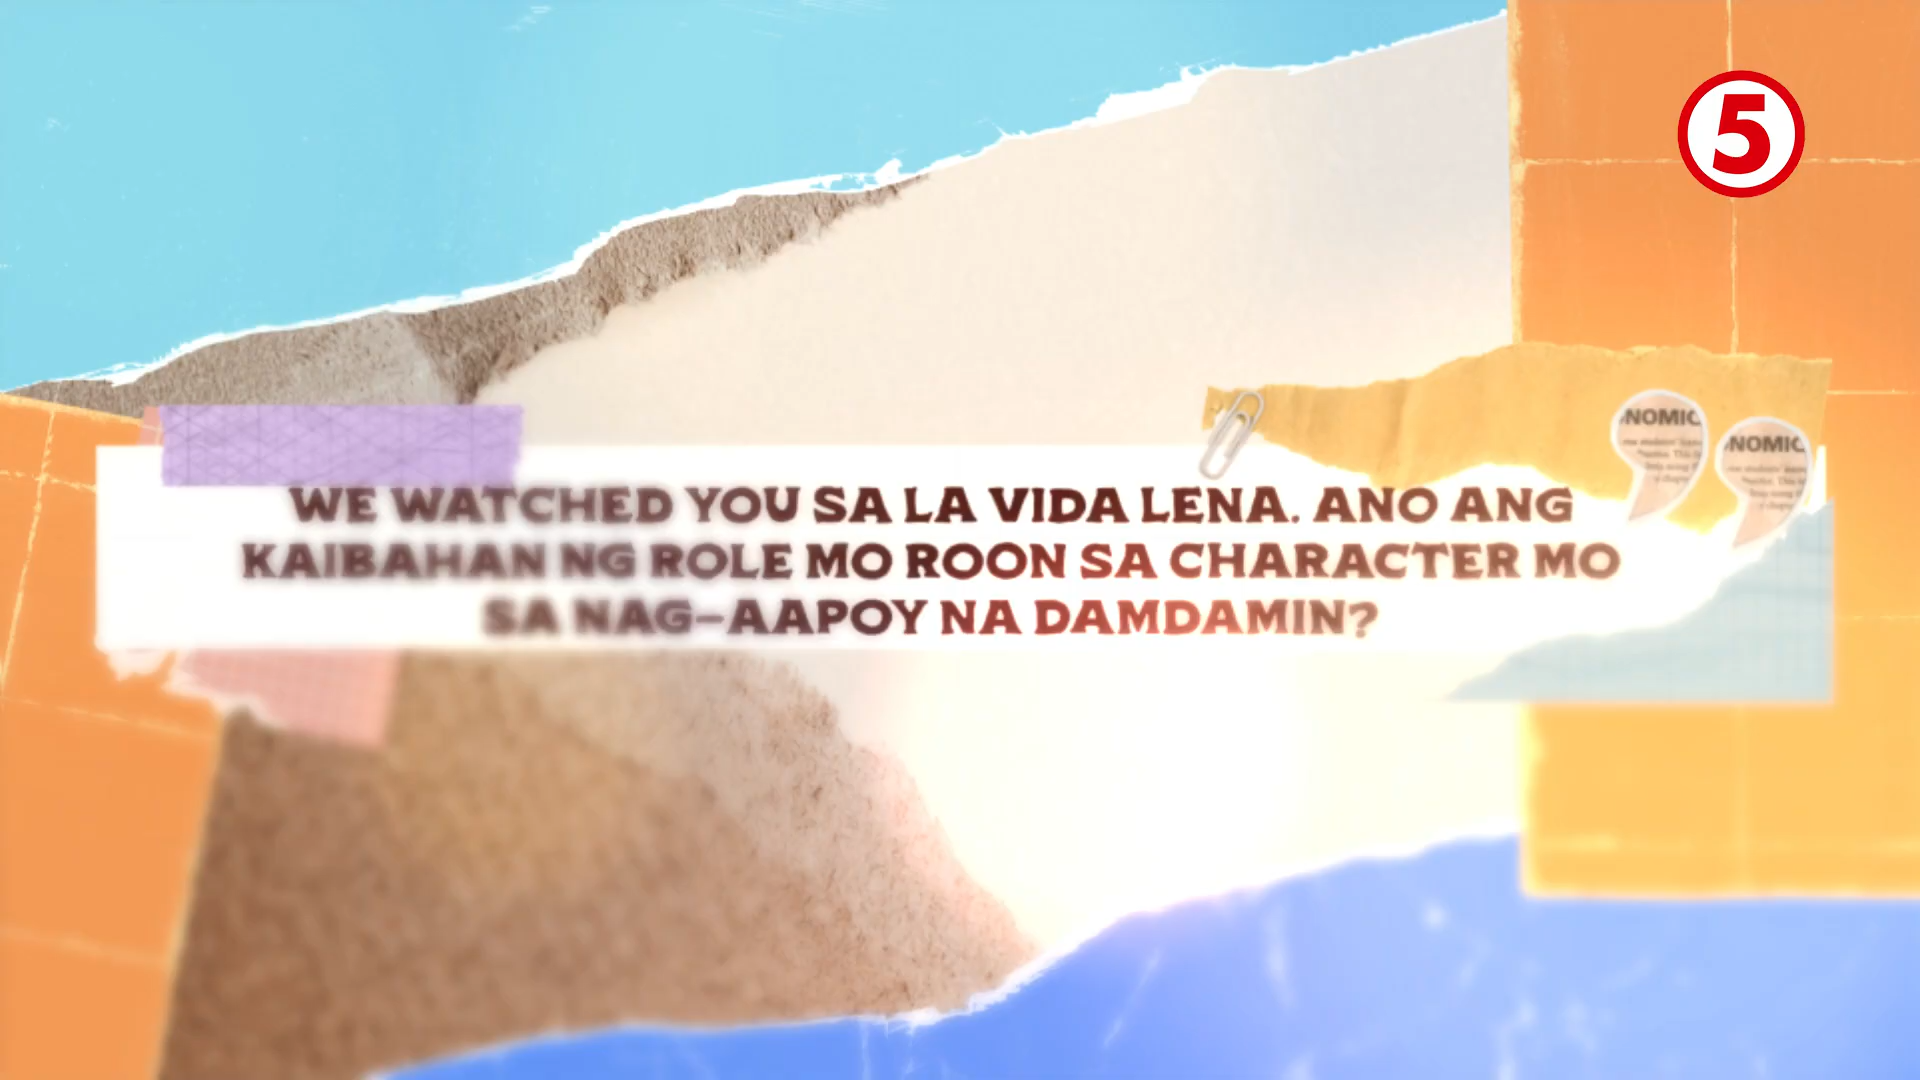 5
NOMIC
NOMIC
WE WATCHED YOU SA LA VIDA LENA. ANO ANG
KAIBAHAN NG ROLE MO ROON SA CHARACTER MO
SA NAG-AAPOY NA DAMDAMIN?